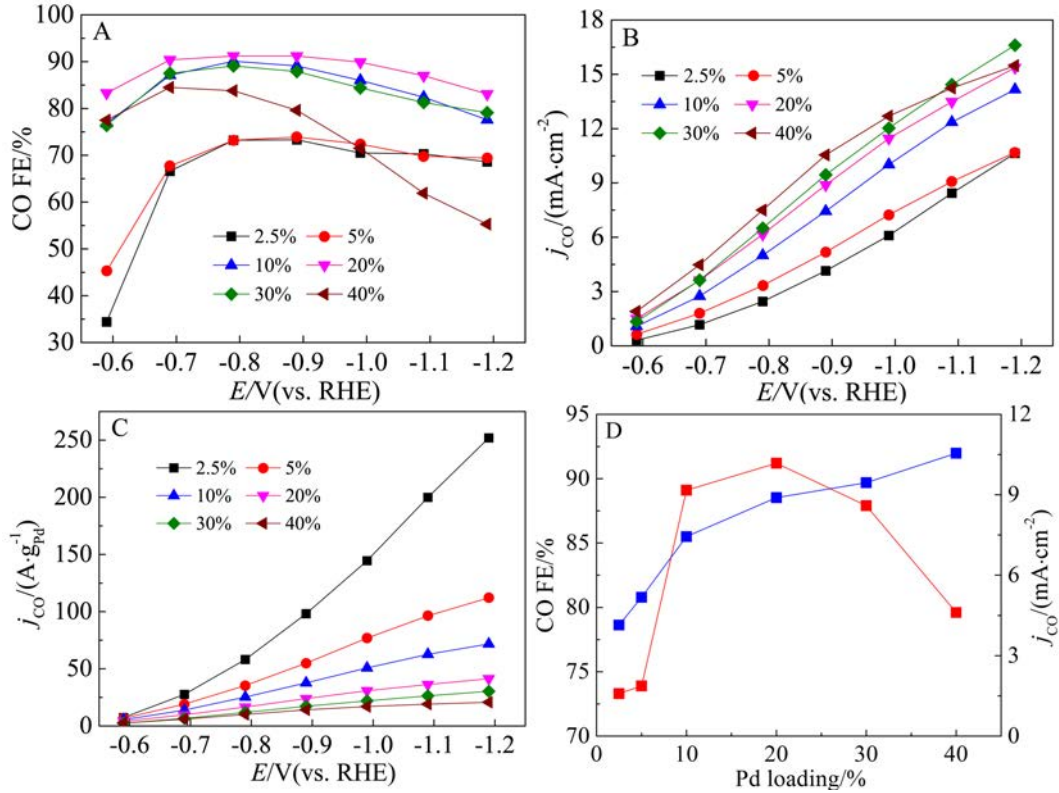 A
CO FE/%
100
90
80
70
60
50
40
30
2.5% 5%
10% 20%
30% 40%
-0.6 -0.7 -0.8 -0.9 -1.0 -1.1 -1.2
E/V(vs. RHE)
B
jCO/(mA·cm-2)
18
15
12
9
6
3
0
2.5% 5%
10% 20%
30% 40%
-0.6 -0.7 -0.8 -0.9 -1.0 -1.1 -1.2
E/V(vs. RHE)
C
jCO/(A·g-1Pd)
250
200
150
100
50
0
2.5% 5%
10% 20%
30% 40%
-0.6 -0.7 -0.8 -0.9 -1.0 -1.1 -1.2
E/V(vs. RHE)
D
CO FE/%
95
90
85
80
75
70
12
9
6
3
0
jCO/(mA·cm-2)
0 10 20 30 40
Pd loading/%